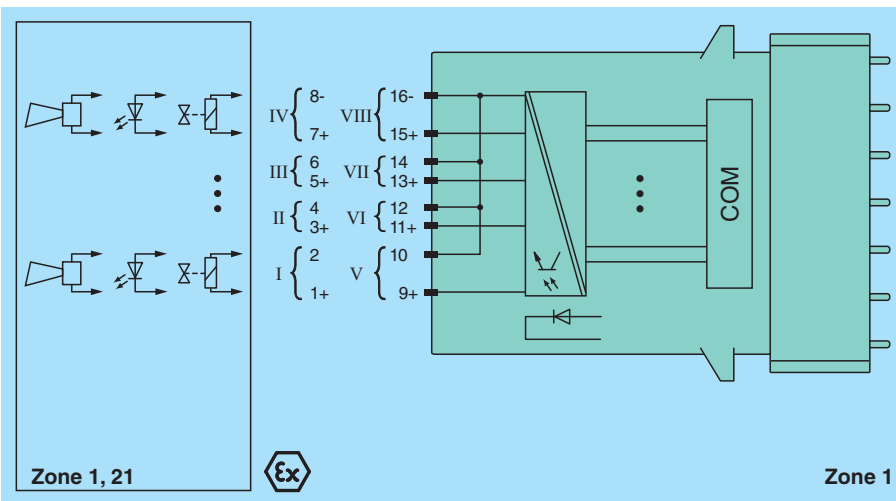 8- 16-
IV VIII
7+ 15+
6 14
III VII
5+ 13+
4 12
II VI
3+ 11+
2 10
I V
1+ 9+
COM
Zone 1, 21
εx
Zone 1